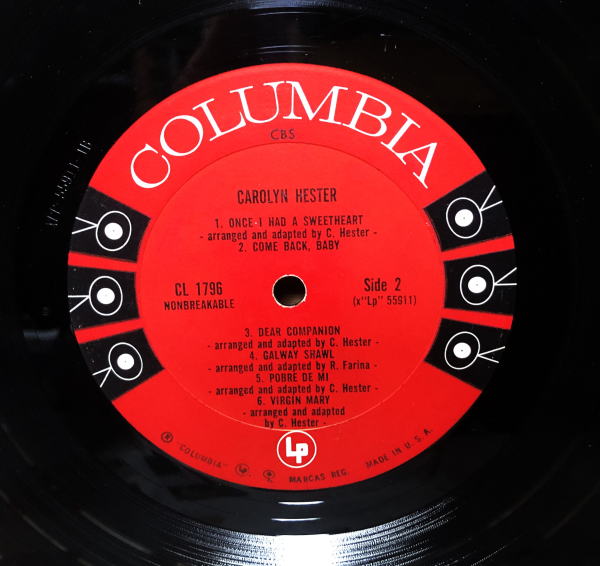 COLUMBIA
CBS
CAROLYN HESTER
1. ONCE I HAD A SWEETHEART
- arranged and adapted by C. Hester -
2. COME BACK, BABY
CL 1796
NONBREAKABLE
Side 2
(x"Lp" 55911)
3. DEAR COMPANION
- arranged and adapted by C. Hester -
4. GALWAY SHAWL
- arranged and adapted by R. Farina -
5. POBRE DE MI
- arranged and adapted by C. Hester -
6. VIRGIN MARY
- arranged and adapted
by C. Hester -
Lp
® "COLUMBIA" MARCAS REG. MADE IN U.S.A.